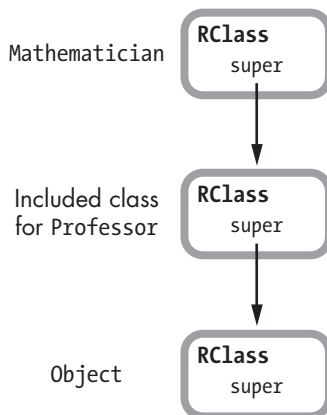 Mathematician
RClass
super
Included class
for Professor
RClass
super
Object
RClass
super